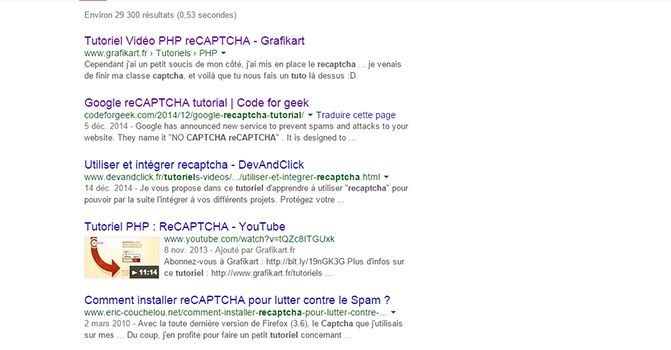 Environ 29 300 résultats (0,53 secondes)
Tutoriel Vidéo PHP reCAPTCHA - Grafikart
www.grafikart.fr › Tutoriels › PHP
Cependant j'ai un petit soucis de mon côté, j'ai mis en place le recaptcha ... je venais
de finir ma classe captcha, et voilà que tu nous fais un tuto là dessus :D.
Google reCAPTCHA tutorial | Code for geek
codeforgeek.com/2014/12/google-recaptcha-tutorial/ Traduire cette page
5 déc. 2014 - Google has announced new service to prevent spams and attacks to your
website. They name it "NO CAPTCHA reCAPTCHA" . It is designed to ...
Utiliser et intégrer recaptcha - DevAndClick
www.devandclick.fr/tutoriels-videos/.../utiliser-et-integrer-recaptcha.html
14 déc. 2014 - Je vous propose dans ce tutoriel d'apprendre à utiliser "recaptcha" pour
pouvoir par la suite l'intégrer à vos différents projets. Protégez votre ...
Tutoriel PHP : ReCAPTCHA - YouTube
www.youtube.com/watch?v=tQZc8ITGUxk
8 nov. 2013 - Ajouté par Grafikart.fr
Abonnez-vous à Grafikart : http://bit.ly/19nGK3G Plus d'infos sur
ce tutoriel : http://www.grafikart.fr/tutoriels ...
11:14
Comment installer reCAPTCHA pour lutter contre le Spam ?
www.eric-couchelou.net/comment-installer-recaptcha-pour-lutter-contre-...
2 mars 2010 - Avec la toute dernière version de Firefox (3.6), le Captcha que j'utilisais
sur mes ... Du coup, j'en profite pour faire un petit tutoriel concernant ...